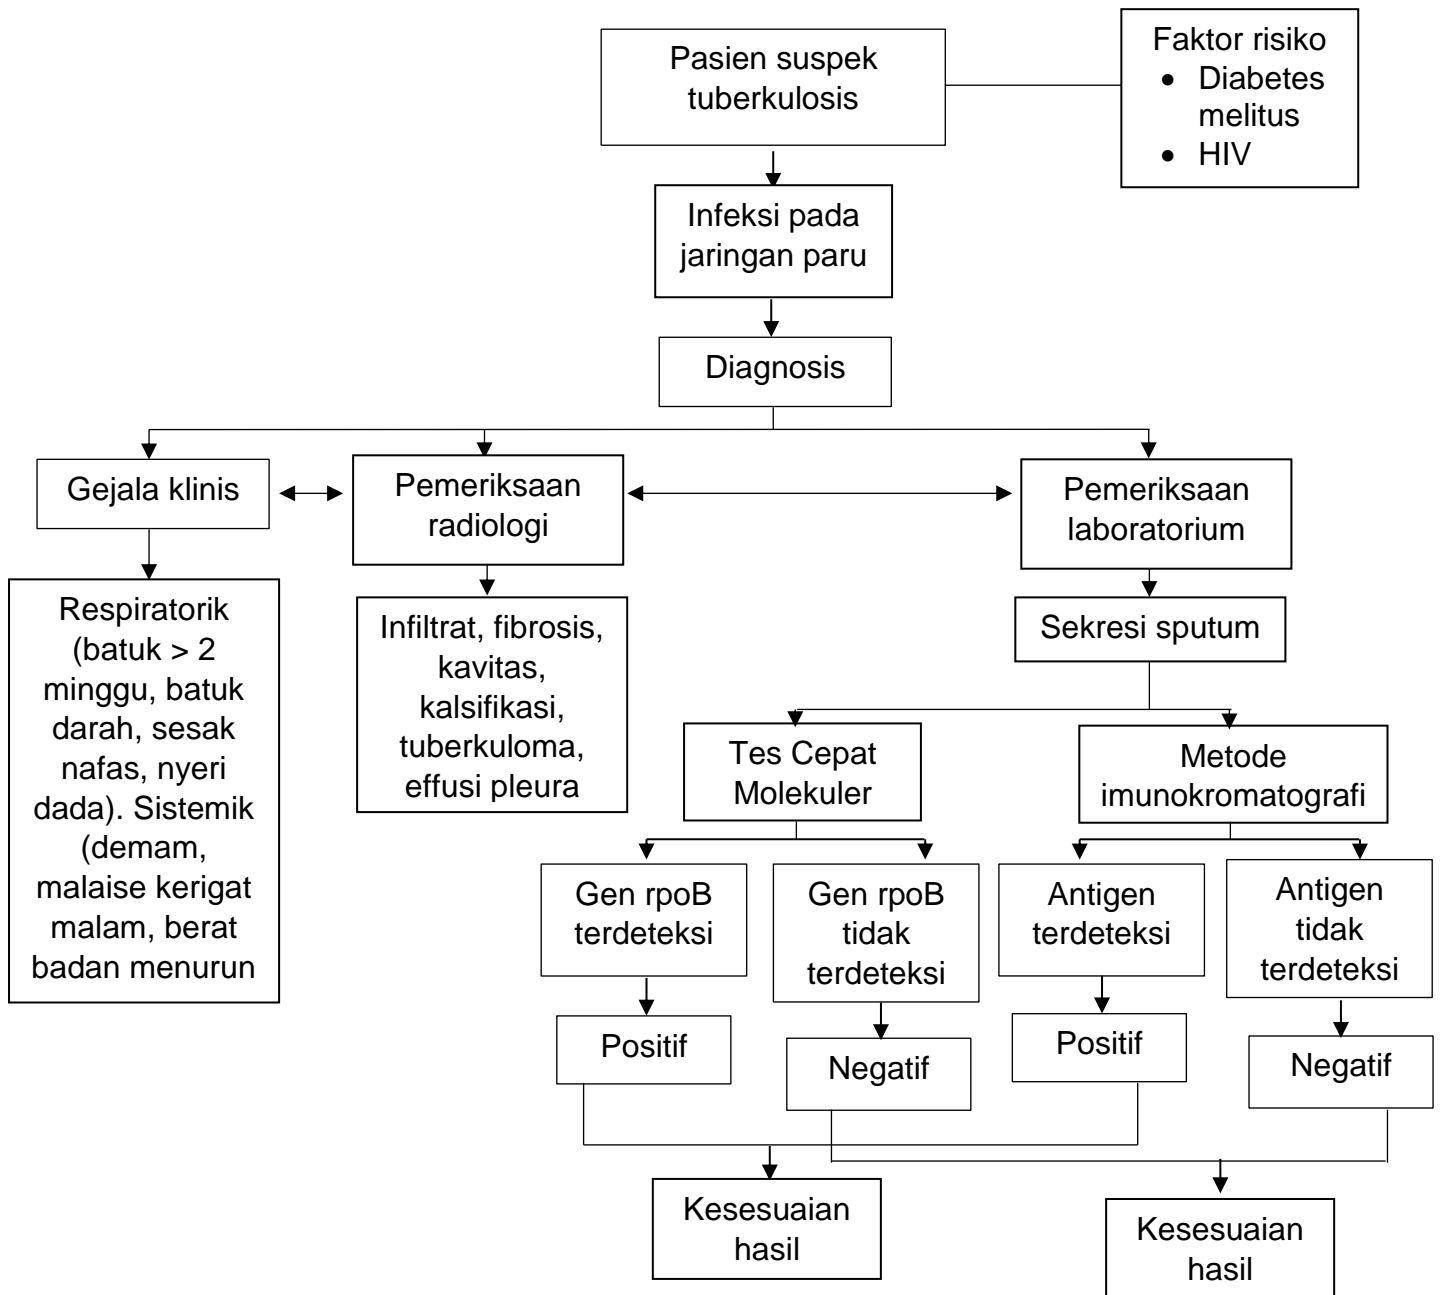 Pasien suspek
tuberkulosis
Faktor risiko
• Diabetes
melitus
• HIV
Infeksi pada
jaringan paru
Diagnosis
Gejala klinis
Pemeriksaan
radiologi
Pemeriksaan
laboratorium
Respiratorik
(batuk > 2
minggu, batuk
darah, sesak
nafas, nyeri
dada). Sistemik
(demam,
malaise kerigat
malam, berat
badan menurun
Infiltrat, fibrosis,
kavitas,
kalsifikasi,
tuberkuloma,
effusi pleura
Sekresi sputum
Tes Cepat
Molekuler
Metode
imunokromatografi
Gen rpoB
terdeteksi
Gen rpoB
tidak
terdeteksi
Antigen
terdeteksi
Antigen
tidak
terdeteksi
Positif
Negatif
Positif
Negatif
Kesesuaian
hasil
Kesesuaian
hasil